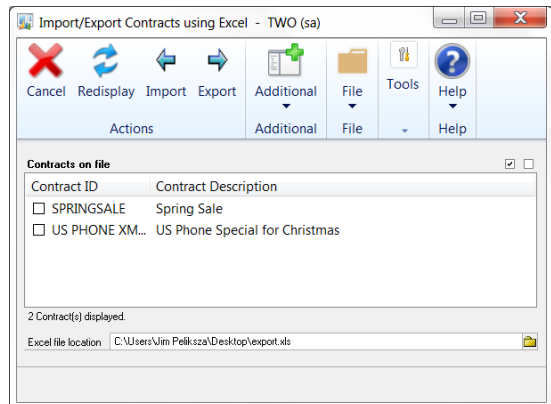 Import/Export Contracts using Excel - TWO (sa)
Cancel Redisplay Import Export Additional File Tools Help
Actions Additional File Help
Contracts on file
Contract ID Contract Description
SPRINGSALE Spring Sale
US PHONE XM... US Phone Special for Christmas
2 Contract(s) displayed.
Excel file location C:\Users\Jim Peliksza\Desktop\export.xls